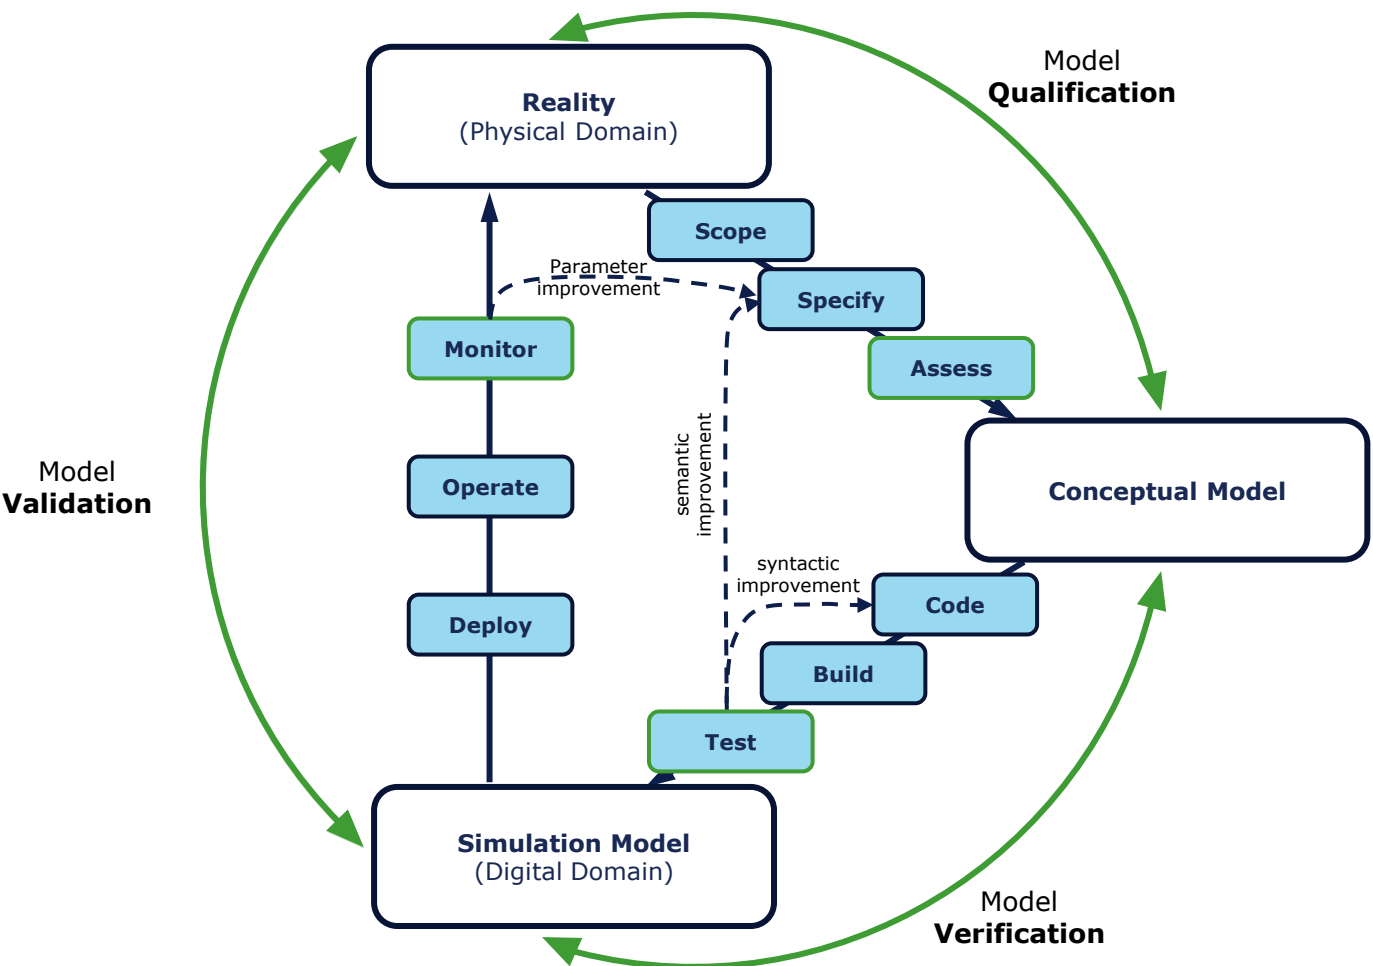 Model
Qualification
Reality
(Physical Domain)
Scope
Parameter
improvement
Specify
Monitor
Assess
semantic
improvement
Model
Validation
Operate
Conceptual Model
syntactic
improvement
Code
Deploy
Build
Test
Simulation Model
(Digital Domain)
Model
Verification